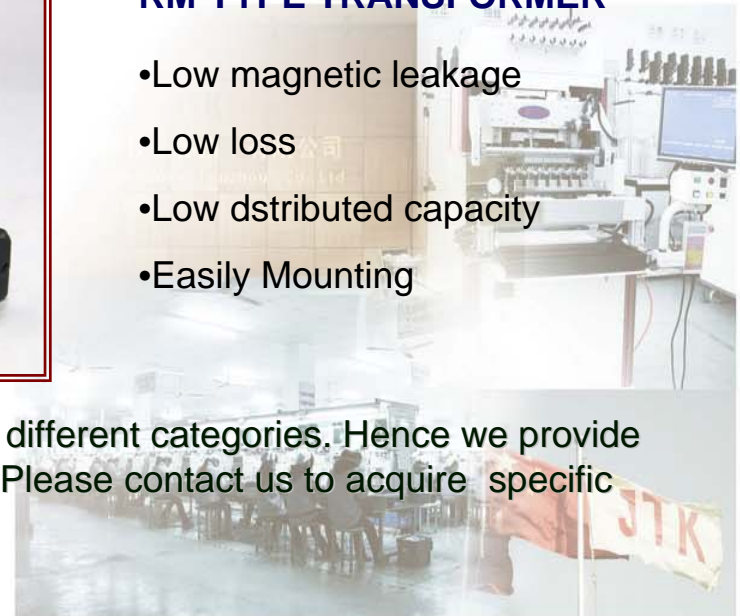 RM TYPE TRANSFORMER
•Low magnetic leakage
•Low loss
•Low dstributed capacity
•Easily Mounting
different categories. Hence we provide
Please contact us to acquire specific
JTK